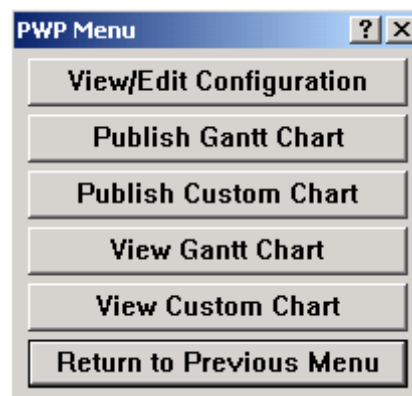 PWP Menu ? X
View/Edit Configuration
Publish Gantt Chart
Publish Custom Chart
View Gantt Chart
View Custom Chart
Return to Previous Menu